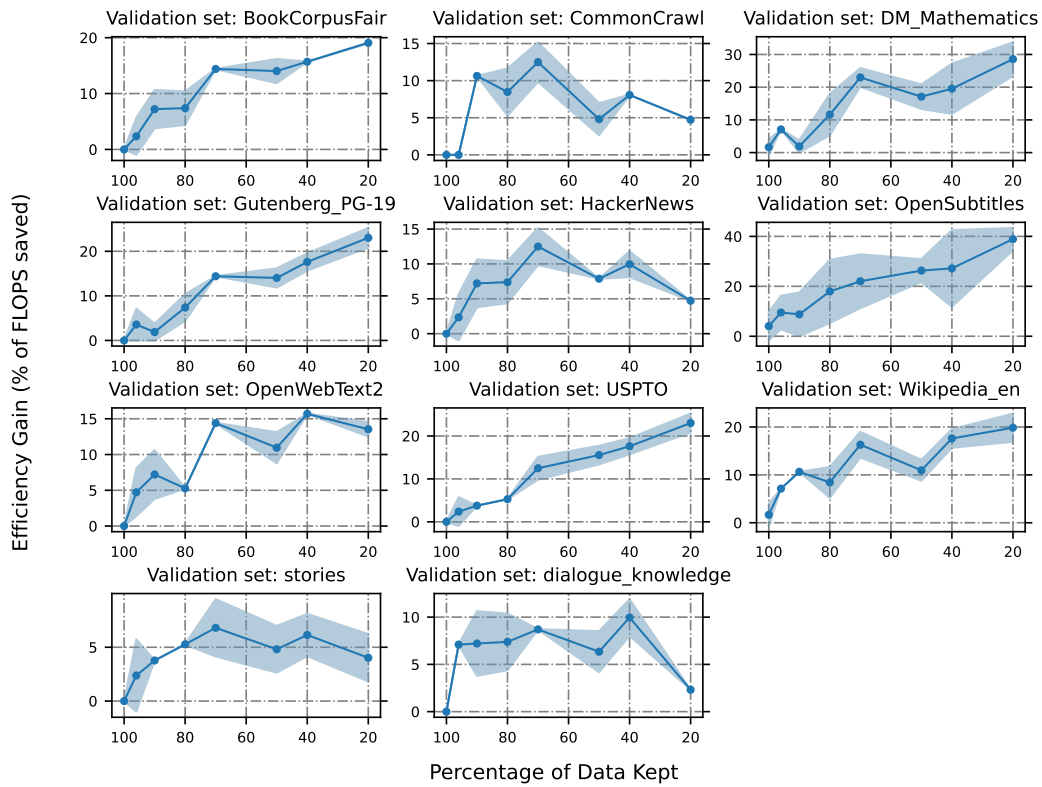 Efficiency Gain (% of FLOPS saved)
Validation set: BookCorpusFair
20
10
0
100 80 60 40 20
Validation set: CommonCrawl
15
10
5
0
100 80 60 40 20
Validation set: DM_Mathematics
30
20
10
0
100 80 60 40 20
Validation set: Gutenberg_PG-19
20
10
0
100 80 60 40 20
Validation set: HackerNews
15
10
5
0
100 80 60 40 20
Validation set: OpenSubtitles
40
20
0
100 80 60 40 20
Validation set: OpenWebText2
15
10
5
0
100 80 60 40 20
Validation set: USPTO
20
10
0
100 80 60 40 20
Validation set: Wikipedia_en
20
10
0
100 80 60 40 20
Validation set: stories
5
0
100 80 60 40 20
Validation set: dialogue_knowledge
10
5
0
100 80 60 40 20
Percentage of Data Kept